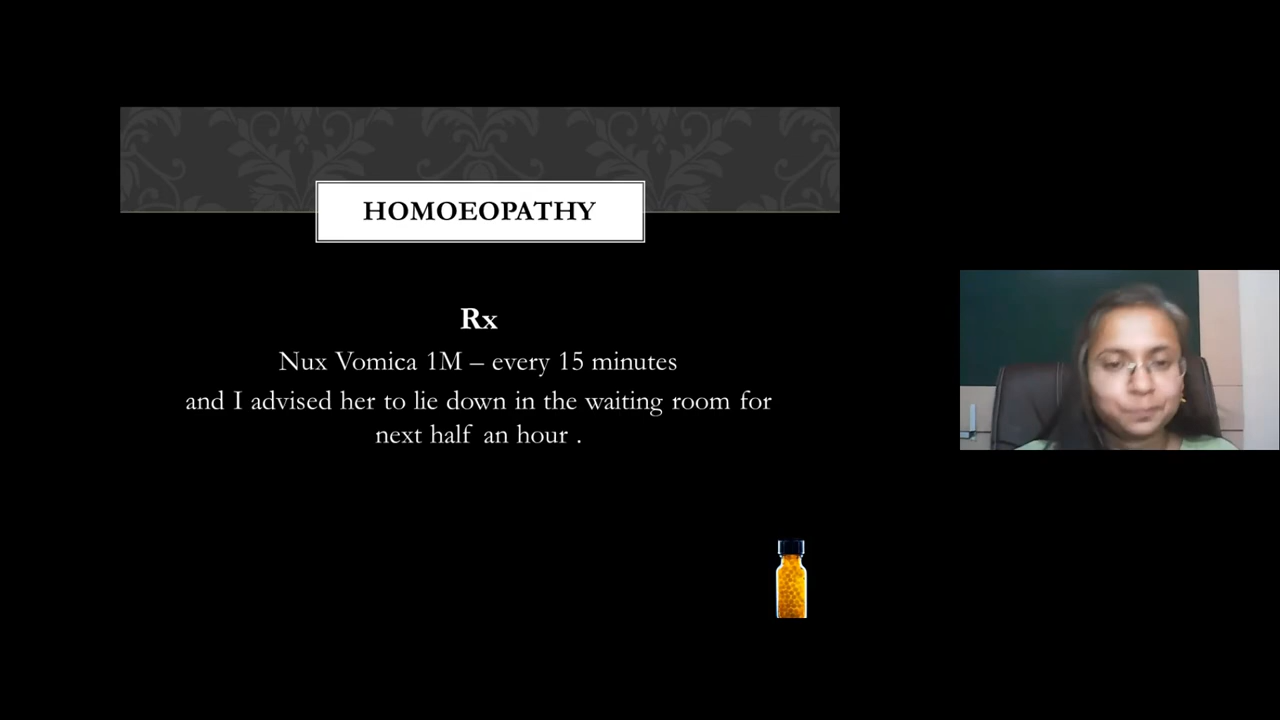 HOMOEOPATHY
Rx
Nux Vomica 1M – every 15 minutes
and I advised her to lie down in the waiting room for
next half an hour .